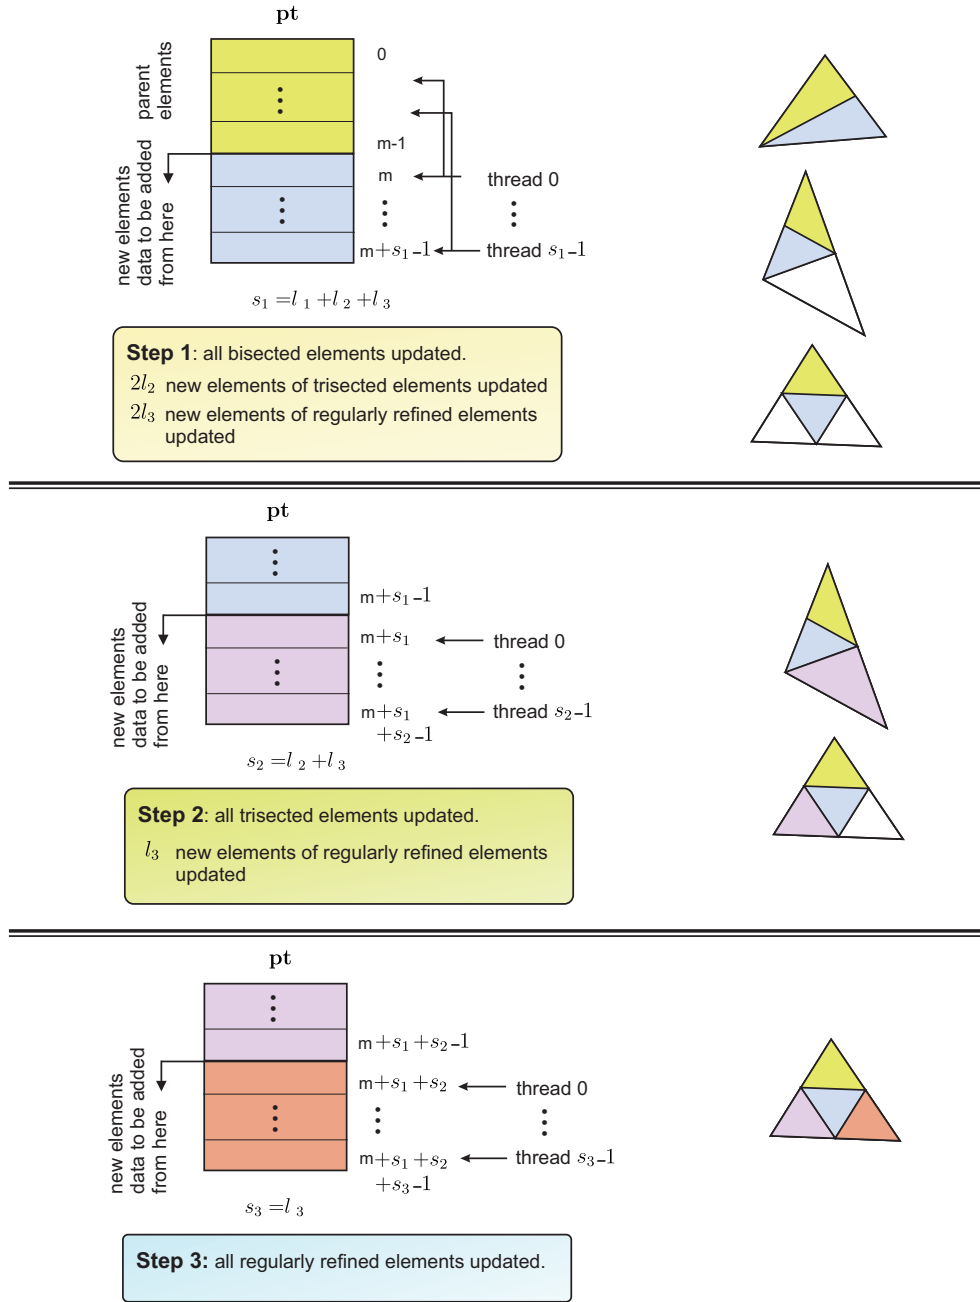 pt
parent
elements
0
m-1
new elements
data to be added
from here
m
thread 0
m+s₁-1
thread s₁-1
s₁=l₁+l₂+l₃
Step 1: all bisected elements updated.
2l₂ new elements of trisected elements updated
2l₃ new elements of regularly refined elements
updated
pt
new elements
data to be added
from here
m+s₁-1
m+s₁
thread 0
m+s₁
+s₂-1
thread s₂-1
s₂=l₂+l₃
Step 2: all trisected elements updated.
l₃ new elements of regularly refined elements
updated
pt
new elements
data to be added
from here
m+s₁+s₂-1
m+s₁+s₂
thread 0
m+s₁+s₂
+s₃-1
thread s₃-1
s₃=l₃
Step 3: all regularly refined elements updated.